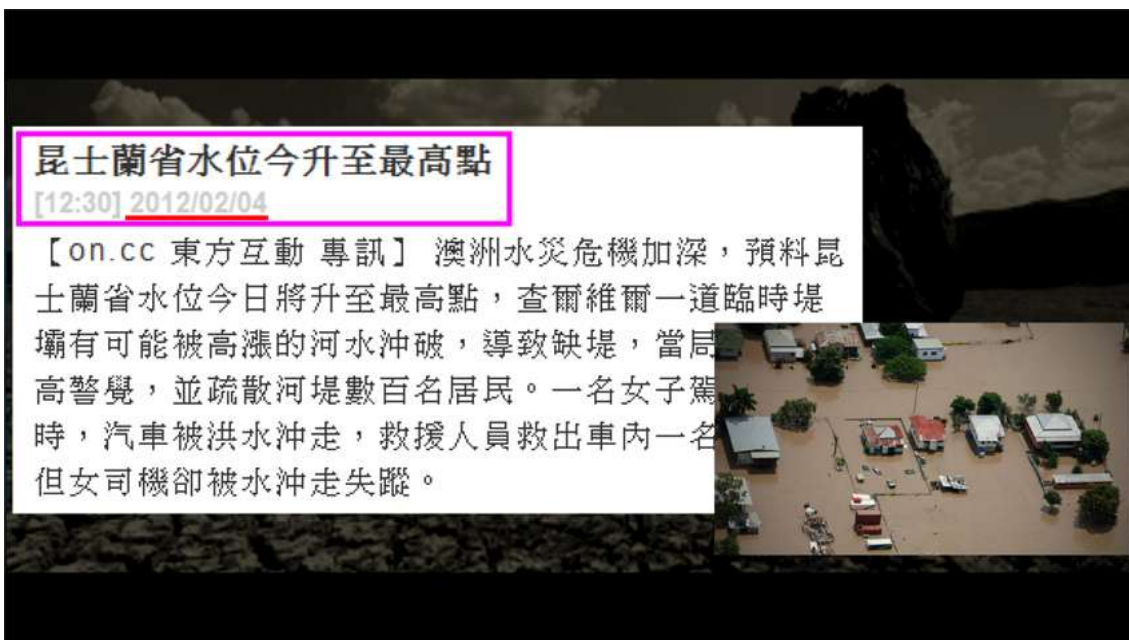 昆士蘭省水位今升至最高點
[12:30] 2012/02/04
【on.cc 東方互動 專訊】 澳洲水災危機加深，預料昆
士蘭省水位今日將升至最高點，查爾維爾一道臨時堤
壩有可能被高漲的河水沖破，導致缺堤，當局
高警覺，並疏散河堤數百名居民。一名女子駕
時，汽車被洪水沖走，救援人員救出車內一名
但女司機卻被水沖走失蹤。